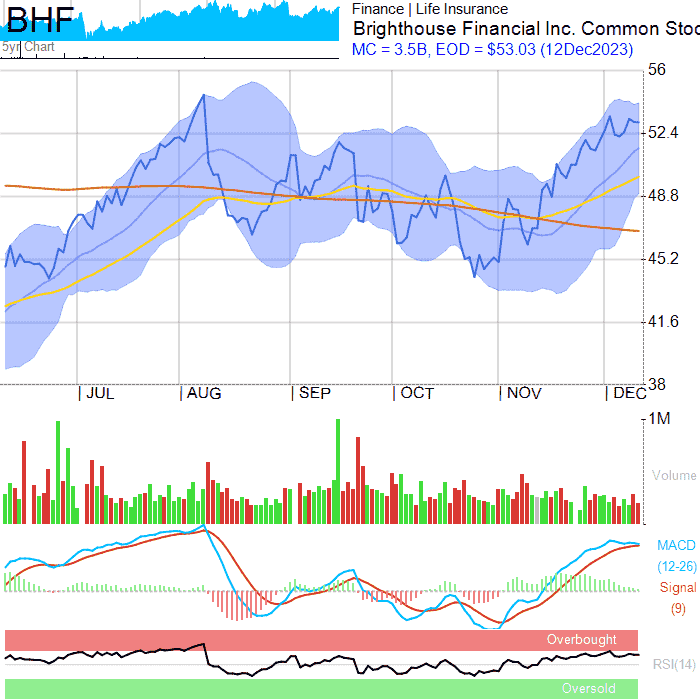 BHF
5yr Chart
Finance | Life Insurance
Brighthouse Financial Inc. Common Stoc
MC = 3.5B, EOD = $53.03 (12Dec2023)
56
52.4
48.8
45.2
41.6
38
| JUL | AUG | SEP | OCT | NOV | DEC
1M
Volume
MACD
(12-26)
Signal
(9)
Overbought
RSI(14)
Oversold